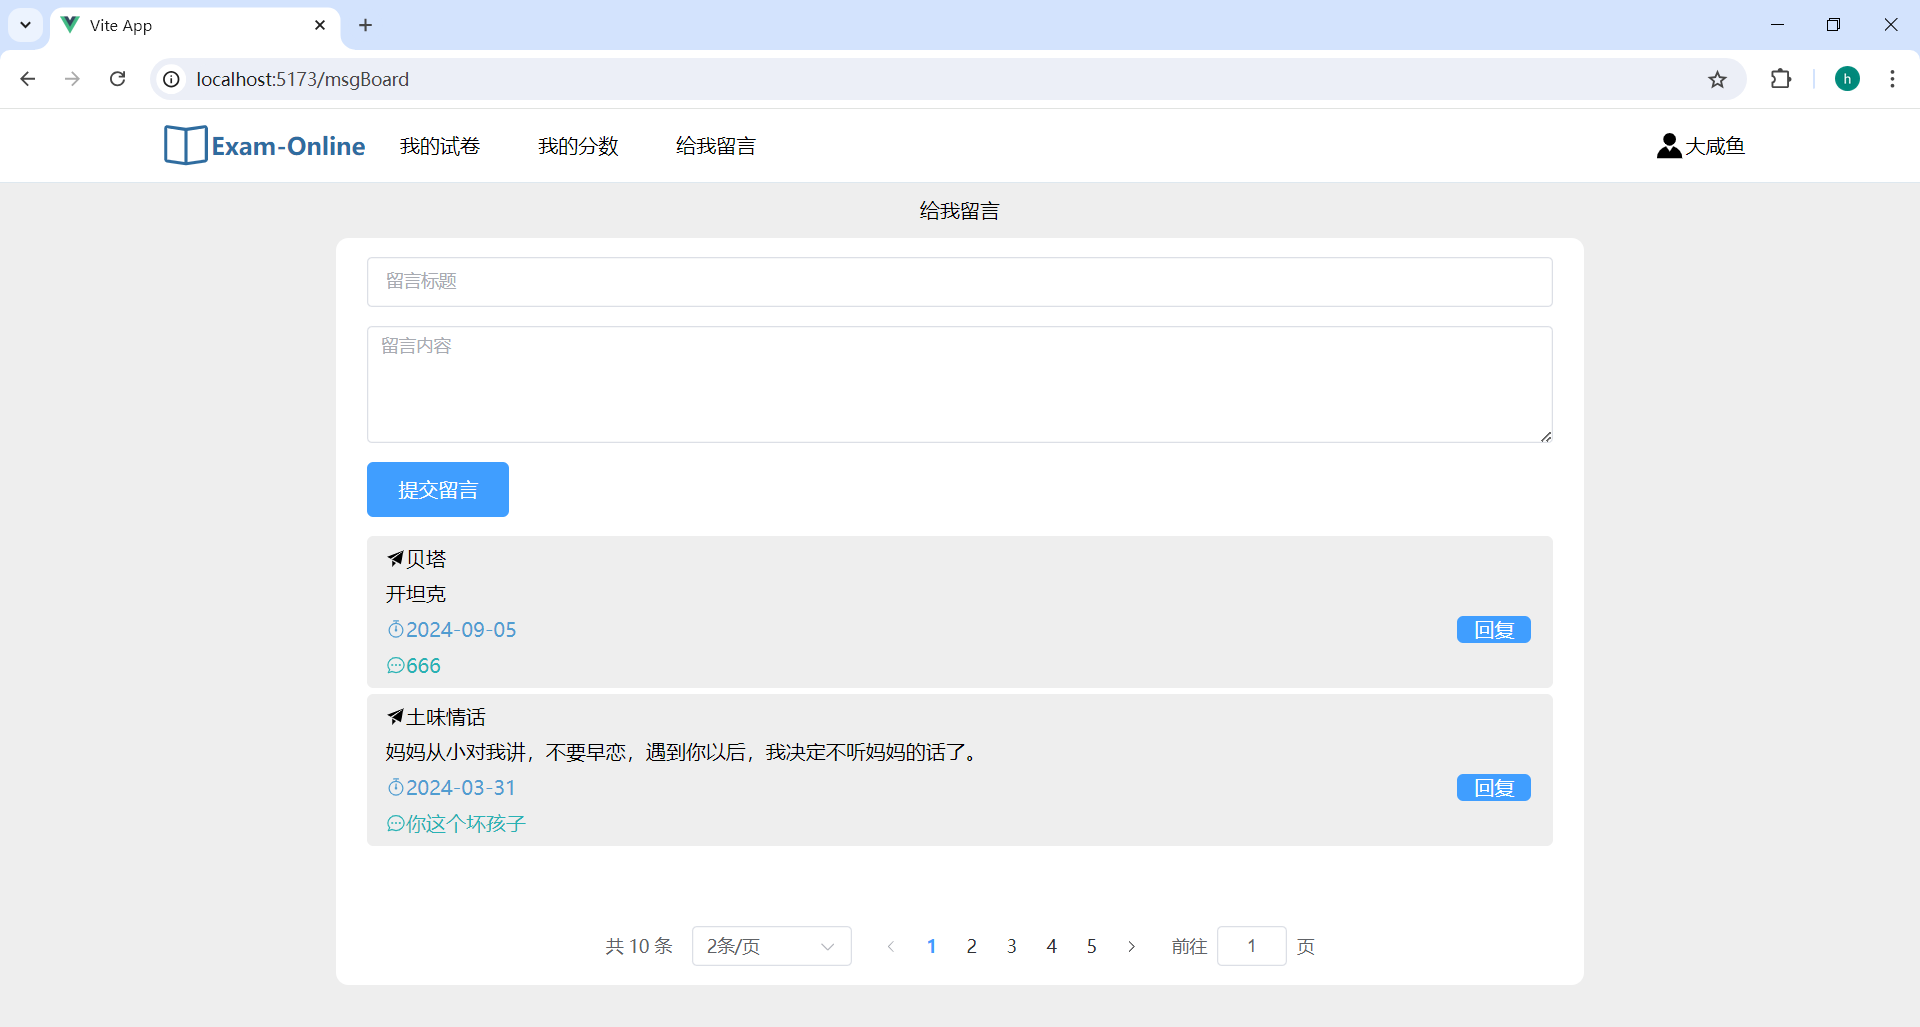 Vite App
localhost:5173/msgBoard
h
Exam-Online 我的试卷 我的分数 给我留言 大咸鱼
给我留言
留言标题
留言内容
提交留言
贝塔
开坦克
2024-09-05 回复
666
土味情话
妈妈从小对我讲，不要早恋，遇到你以后，我决定不听妈妈的话了。
2024-03-31 回复
你这个坏孩子
共 10 条 2条/页 1 2 3 4 5 前往 1 页